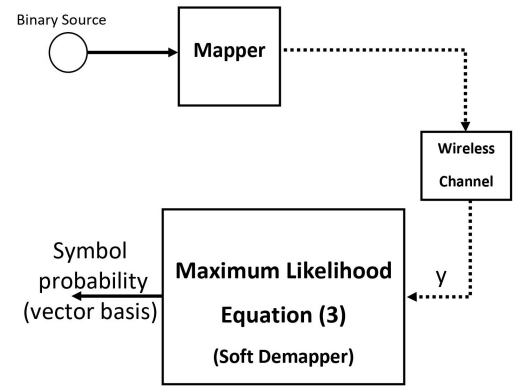 Binary Source
Mapper
Wireless
Channel
y
Symbol
probability
(vector basis)
Maximum Likelihood
Equation (3)
(Soft Demapper)